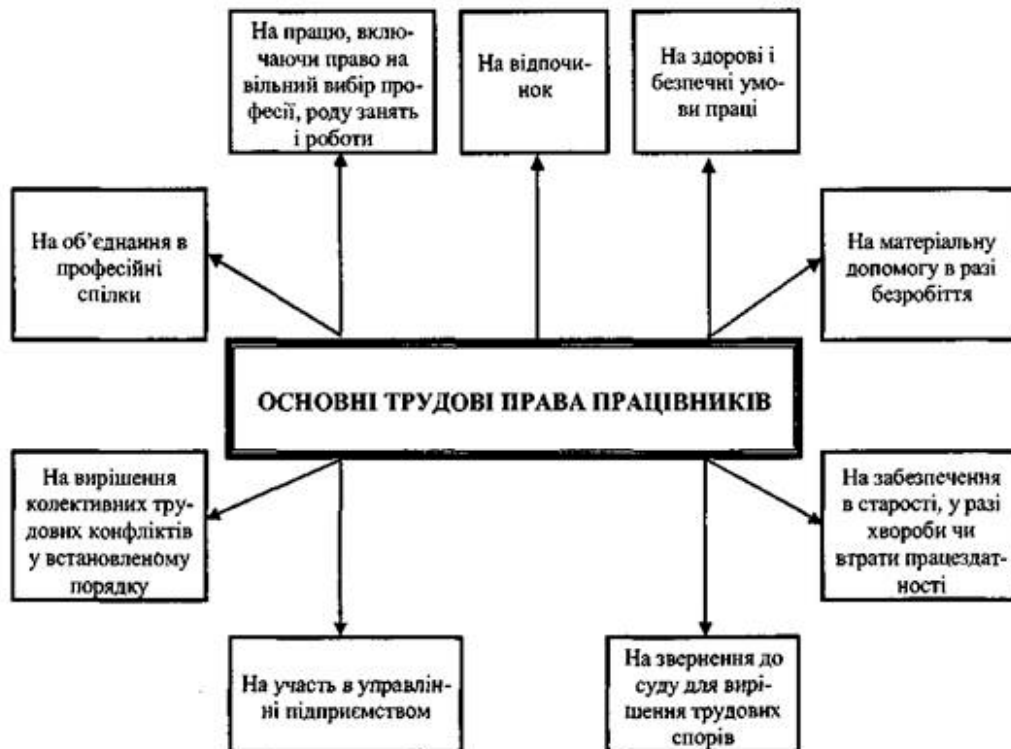 На працю, вклю-
чаючи право на
вільний вибір про-
фесії, роду занять
і роботи
На відпочи-
нок
На здорові і
безпечні умо-
ви праці
На об’єднання в
професійні
спілки
На матеріальну
допомогу в разі
безробіття
ОСНОВНІ ТРУДОВІ ПРАВА ПРАЦІВНИКІВ
На вирішення
колективних тру-
дових конфліктів
у встановленому
порядку
На забезпечення
в старості, у разі
хвороби чи
втрати працездат-
ності
На участь в управлін-
ні підприємством
На звернення до
суду для вирі-
шення трудових
спорів